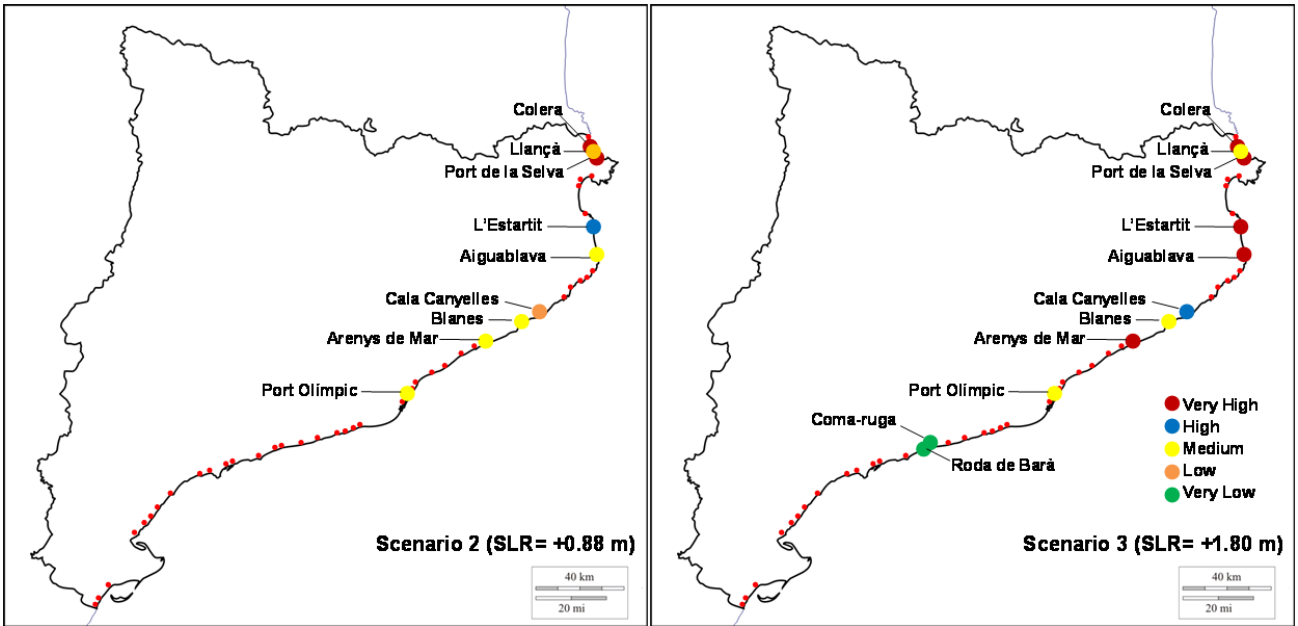 Colera
Llançà
Port de la Selva
L'Estartit
Aiguablava
Cala Canyelles
Blanes
Arenys de Mar
Port Olímpic
Scenario 2 (SLR= +0.88 m)
40 km
20 mi
Colera
Llançà
Port de la Selva
L'Estartit
Aiguablava
Cala Canyelles
Blanes
Arenys de Mar
Port Olímpic
Coma-ruga
Roda de Barà
Very High
High
Medium
Low
Very Low
Scenario 3 (SLR= +1.80 m)
40 km
20 mi